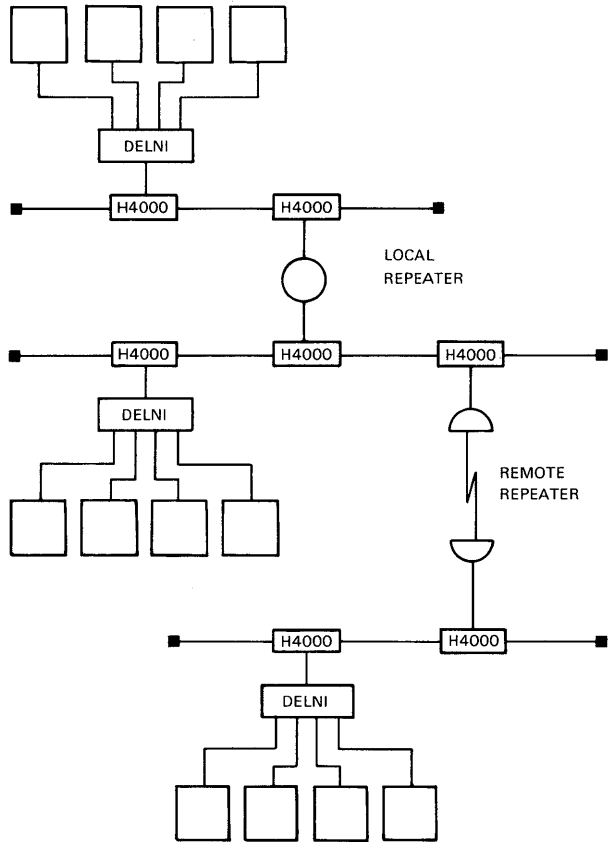 DELNI
H4000 H4000
LOCAL
REPEATER
H4000 H4000 H4000
DELNI
REMOTE
REPEATER
H4000 H4000
DELNI